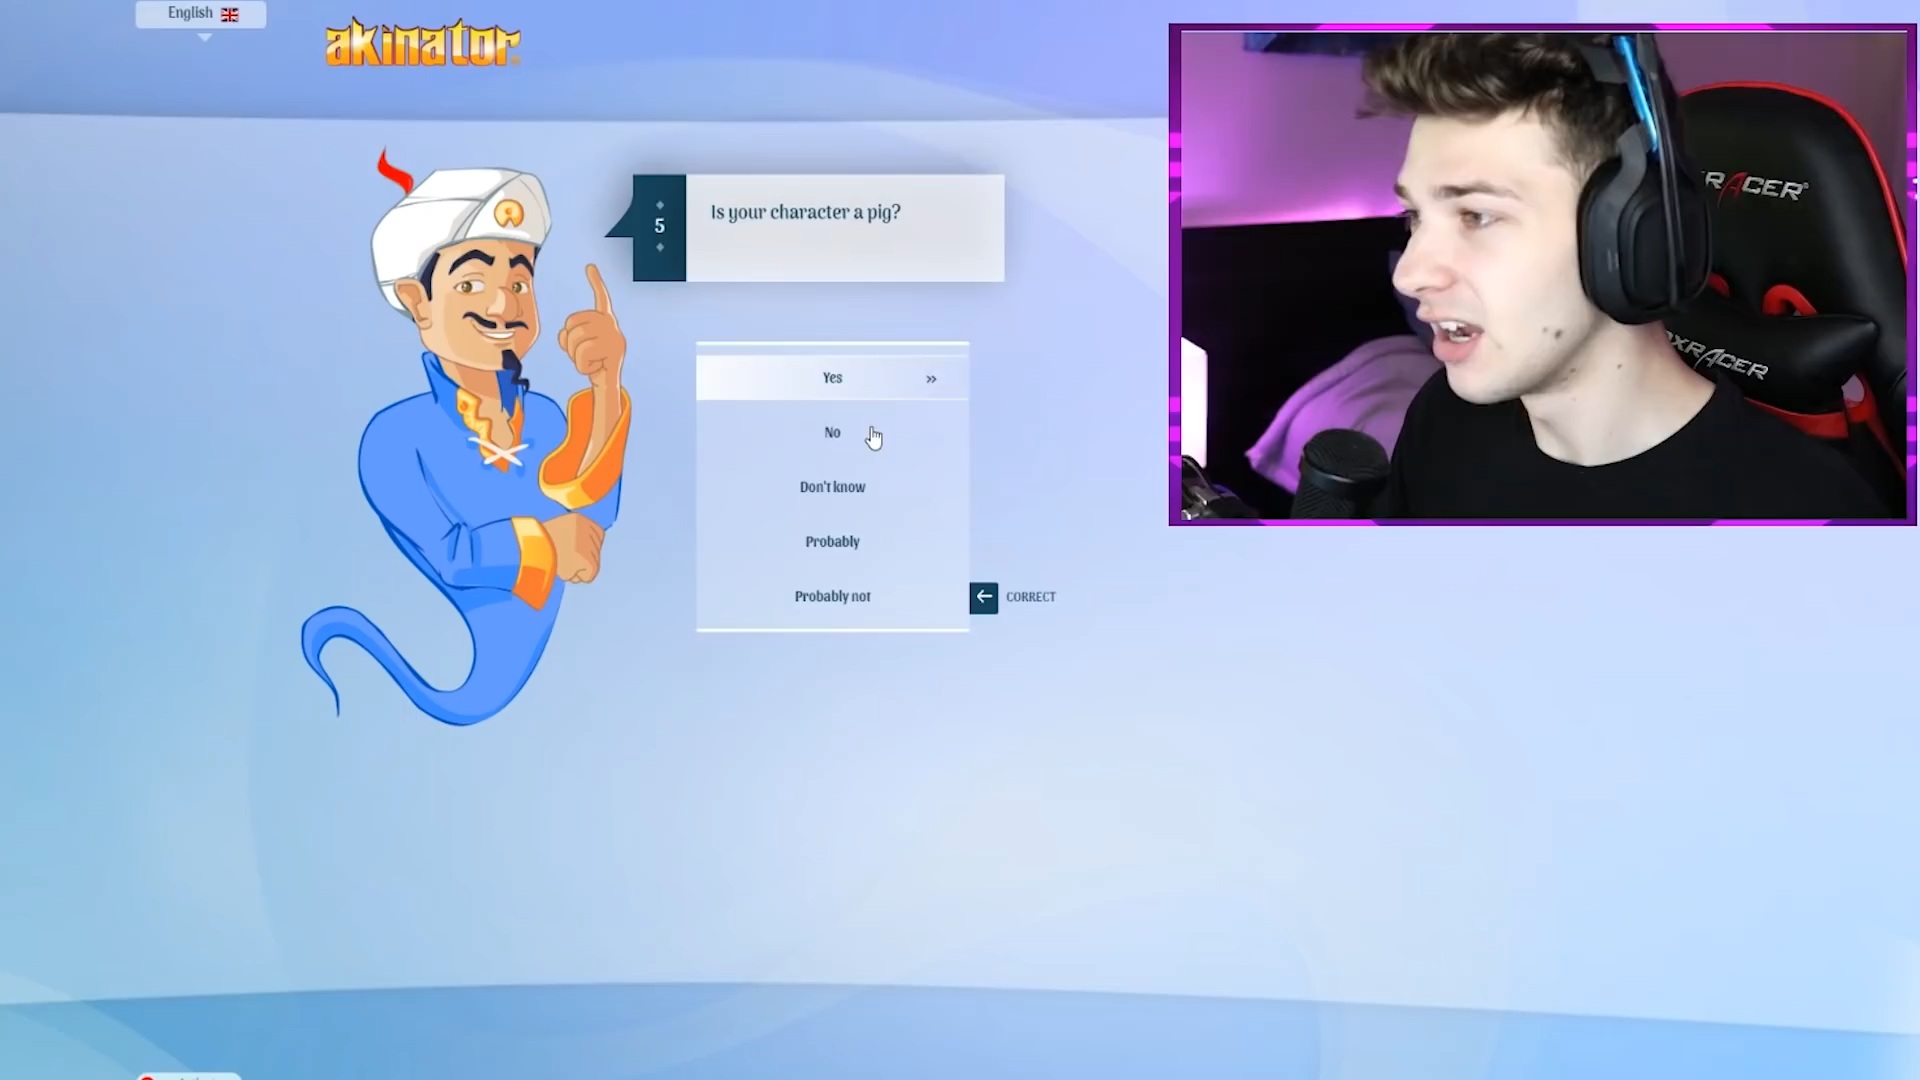 English
akinator
5
Is your character a pig?
Yes
No
Don't know
Probably
Probably not
CORRECT
RACER
XRACER